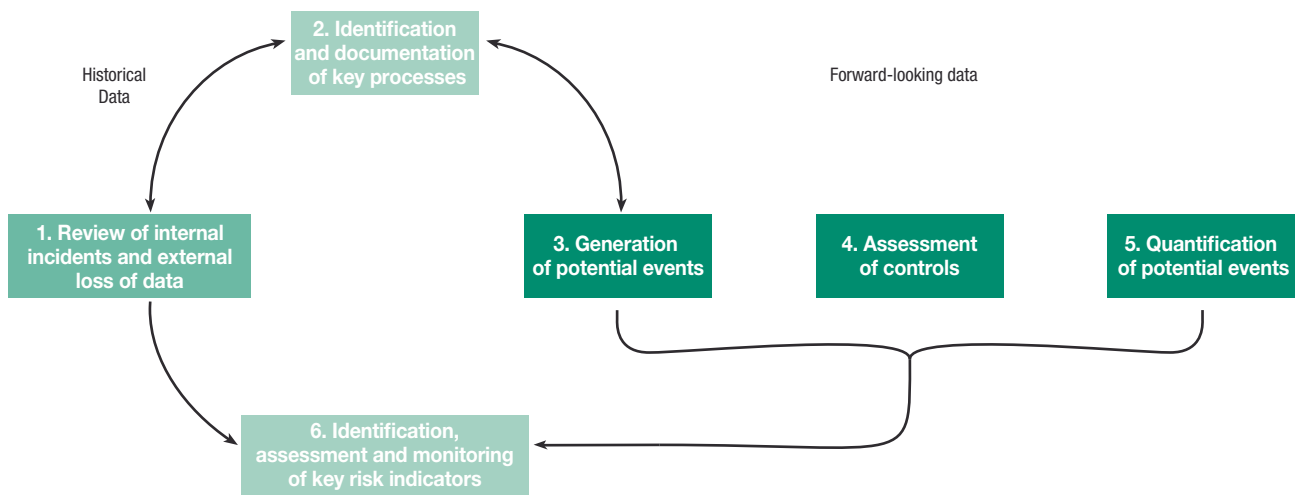 2. Identification
and documentation
of key processes
Historical
Data
Forward-looking data
1. Review of internal
incidents and external
loss of data
3. Generation
of potential events
4. Assessment
of controls
5. Quantification
of potential events
6. Identification,
assessment and monitoring
of key risk indicators